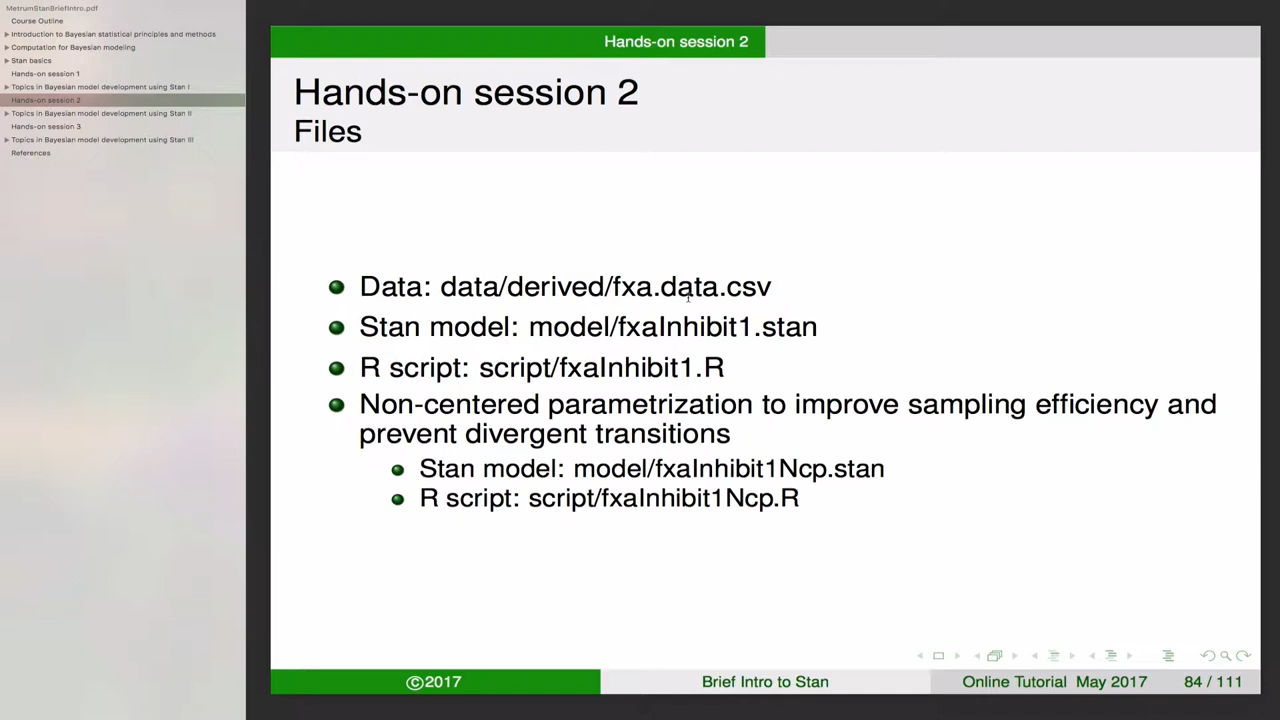 MetrumStanBriefIntro.pdf
Course Outline
Introduction to Bayesian statistical principles and methods
Computation for Bayesian modeling
Stan basics
Hands-on session 1
Topics in Bayesian model development using Stan I
Hands-on session 2
Topics in Bayesian model development using Stan II
Hands-on session 3
Topics in Bayesian model development using Stan III
References
Hands-on session 2
Hands-on session 2
Files
Data: data/derived/fxa.data.csv
Stan model: model/fxaInhibit1.stan
R script: script/fxaInhibit1.R
Non-centered parametrization to improve sampling efficiency and
prevent divergent transitions
Stan model: model/fxaInhibit1Ncp.stan
R script: script/fxaInhibit1Ncp.R
©2017 Brief Intro to Stan Online Tutorial May 2017 84 / 111